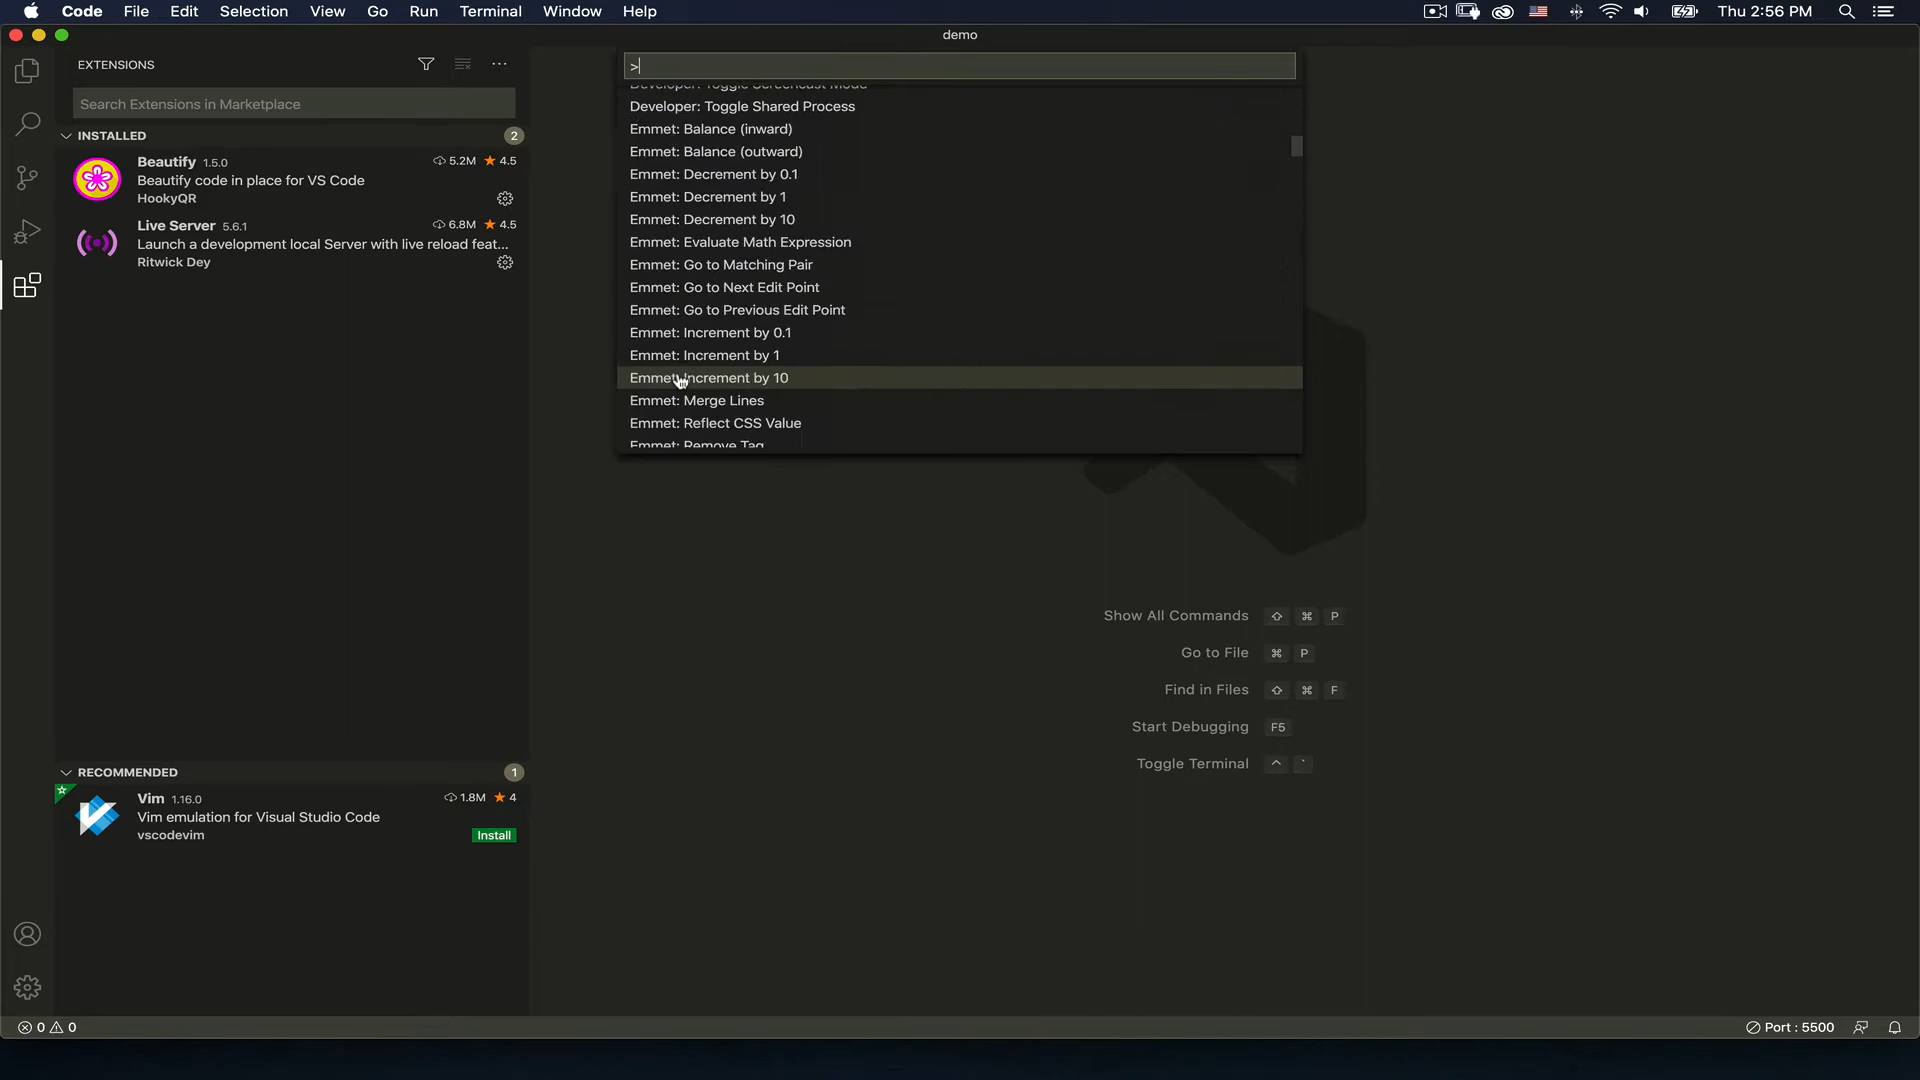 Code File Edit Selection View Go Run Terminal Window Help Thu 2:56 PM
demo
EXTENSIONS
Search Extensions in Marketplace
INSTALLED 2
Beautify 1.5.0 5.2M 4.5
Beautify code in place for VS Code
HookyQR
Live Server 5.6.1 6.8M 4.5
Launch a development local Server with live reload feat...
Ritwick Dey
RECOMMENDED 1
Vim 1.16.0 1.8M 4
Vim emulation for Visual Studio Code
vscodevim Install
>
Developer: Toggle Screencast Mode
Developer: Toggle Shared Process
Emmet: Balance (inward)
Emmet: Balance (outward)
Emmet: Decrement by 0.1
Emmet: Decrement by 1
Emmet: Decrement by 10
Emmet: Evaluate Math Expression
Emmet: Go to Matching Pair
Emmet: Go to Next Edit Point
Emmet: Go to Previous Edit Point
Emmet: Increment by 0.1
Emmet: Increment by 1
Emmet: Increment by 10
Emmet: Merge Lines
Emmet: Reflect CSS Value
Emmet: Remove Tag
Show All Commands ⇧ ⌘ P
Go to File ⌘ P
Find in Files ⇧ ⌘ F
Start Debugging F5
Toggle Terminal ^ `
0 0 Port : 5500